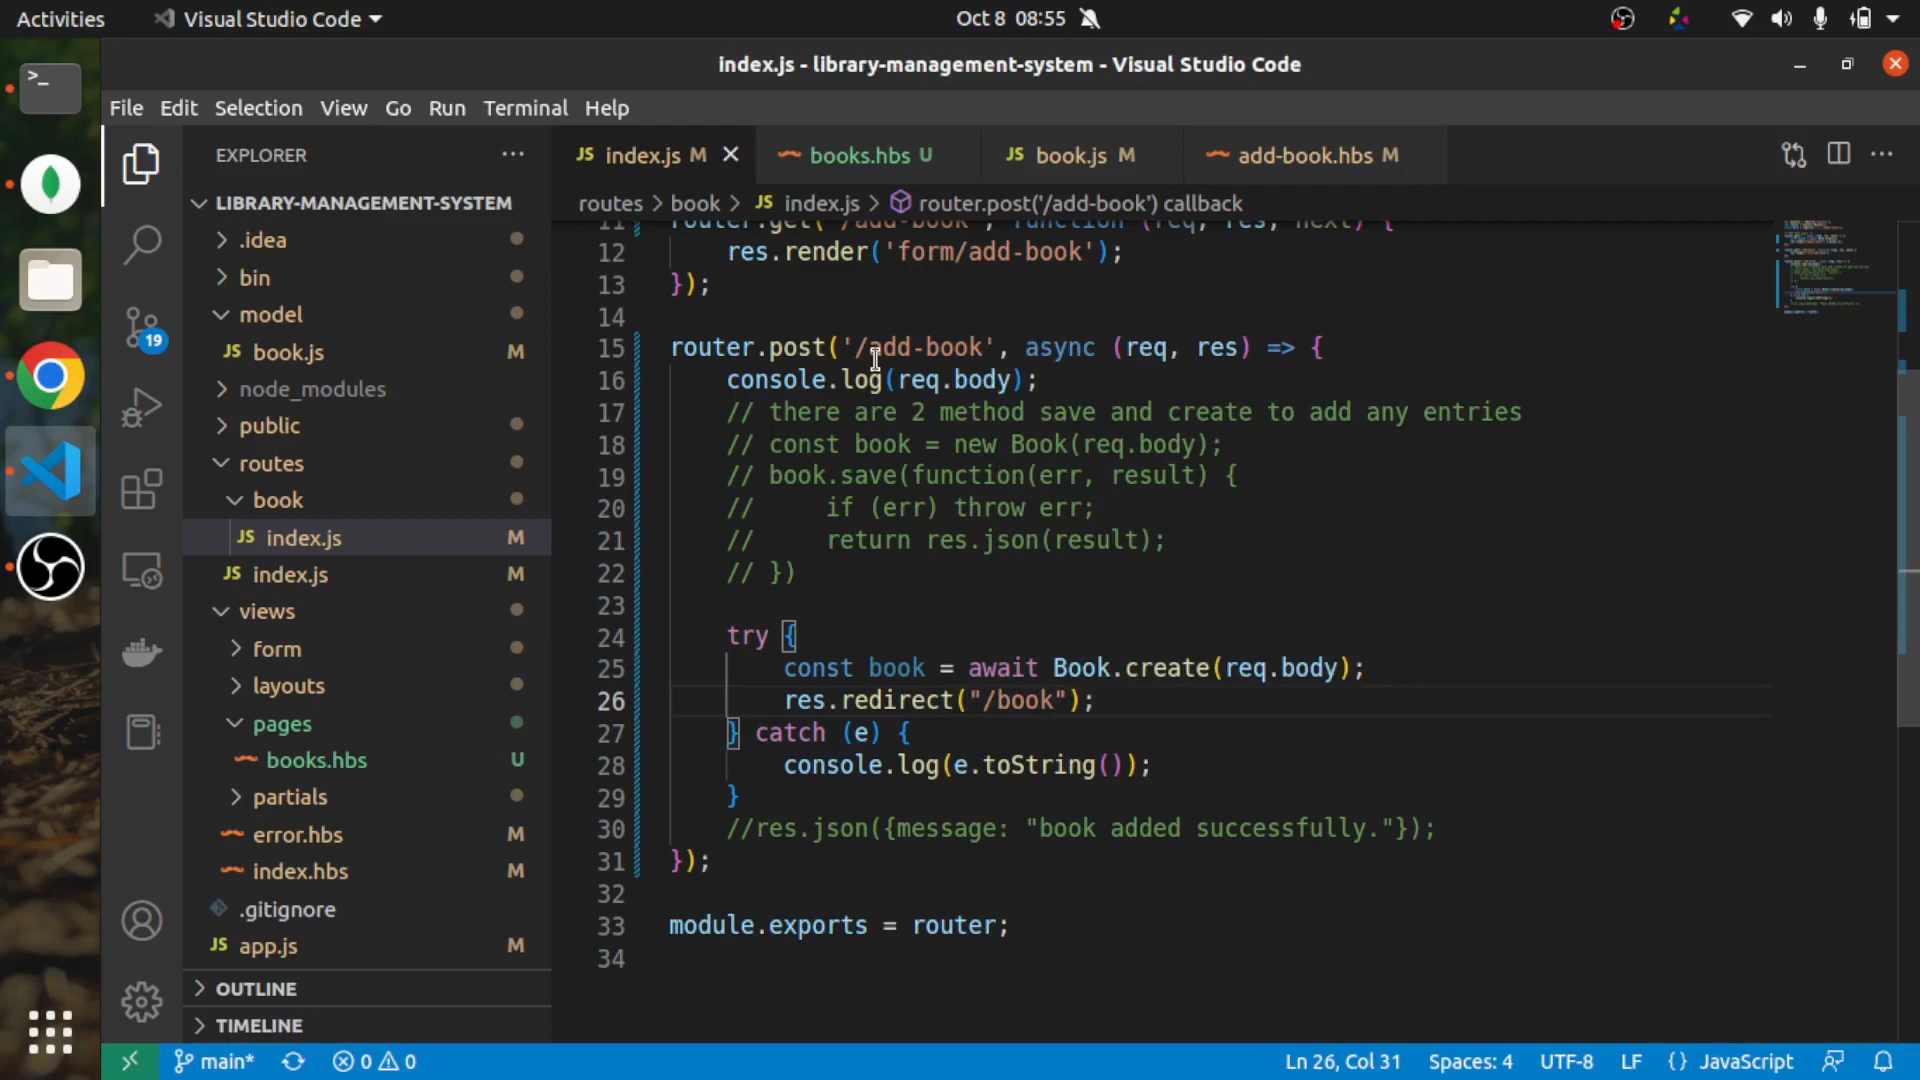 Activities
Visual Studio Code
Oct 8 08:55
index.js - library-management-system - Visual Studio Code
File Edit Selection View Go Run Terminal Help
EXPLORER
LIBRARY-MANAGEMENT-SYSTEM
.idea
bin
model
JS book.js M
node_modules
public
routes
book
JS index.js M
JS index.js M
views
form
layouts
pages
books.hbs U
partials
error.hbs M
index.hbs M
.gitignore
JS app.js M
OUTLINE
TIMELINE
19
JS index.js M
books.hbs U
JS book.js M
add-book.hbs M
routes > book > JS index.js > router.post('/add-book') callback
11 router.get('/add-book', function (req, res, next) {
12 res.render('form/add-book');
13 });
14
15 router.post('/add-book', async (req, res) => {
16 console.log(req.body);
17 // there are 2 method save and create to add any entries
18 // const book = new Book(req.body);
19 // book.save(function(err, result) {
20 // if (err) throw err;
21 // return res.json(result);
22 // })
23
24 try {
25 const book = await Book.create(req.body);
26 res.redirect("/book");
27 } catch (e) {
28 console.log(e.toString());
29 }
30 //res.json({message: "book added successfully."});
31 });
32
33 module.exports = router;
34
main* 0 0
Ln 26, Col 31 Spaces: 4 UTF-8 LF {} JavaScript